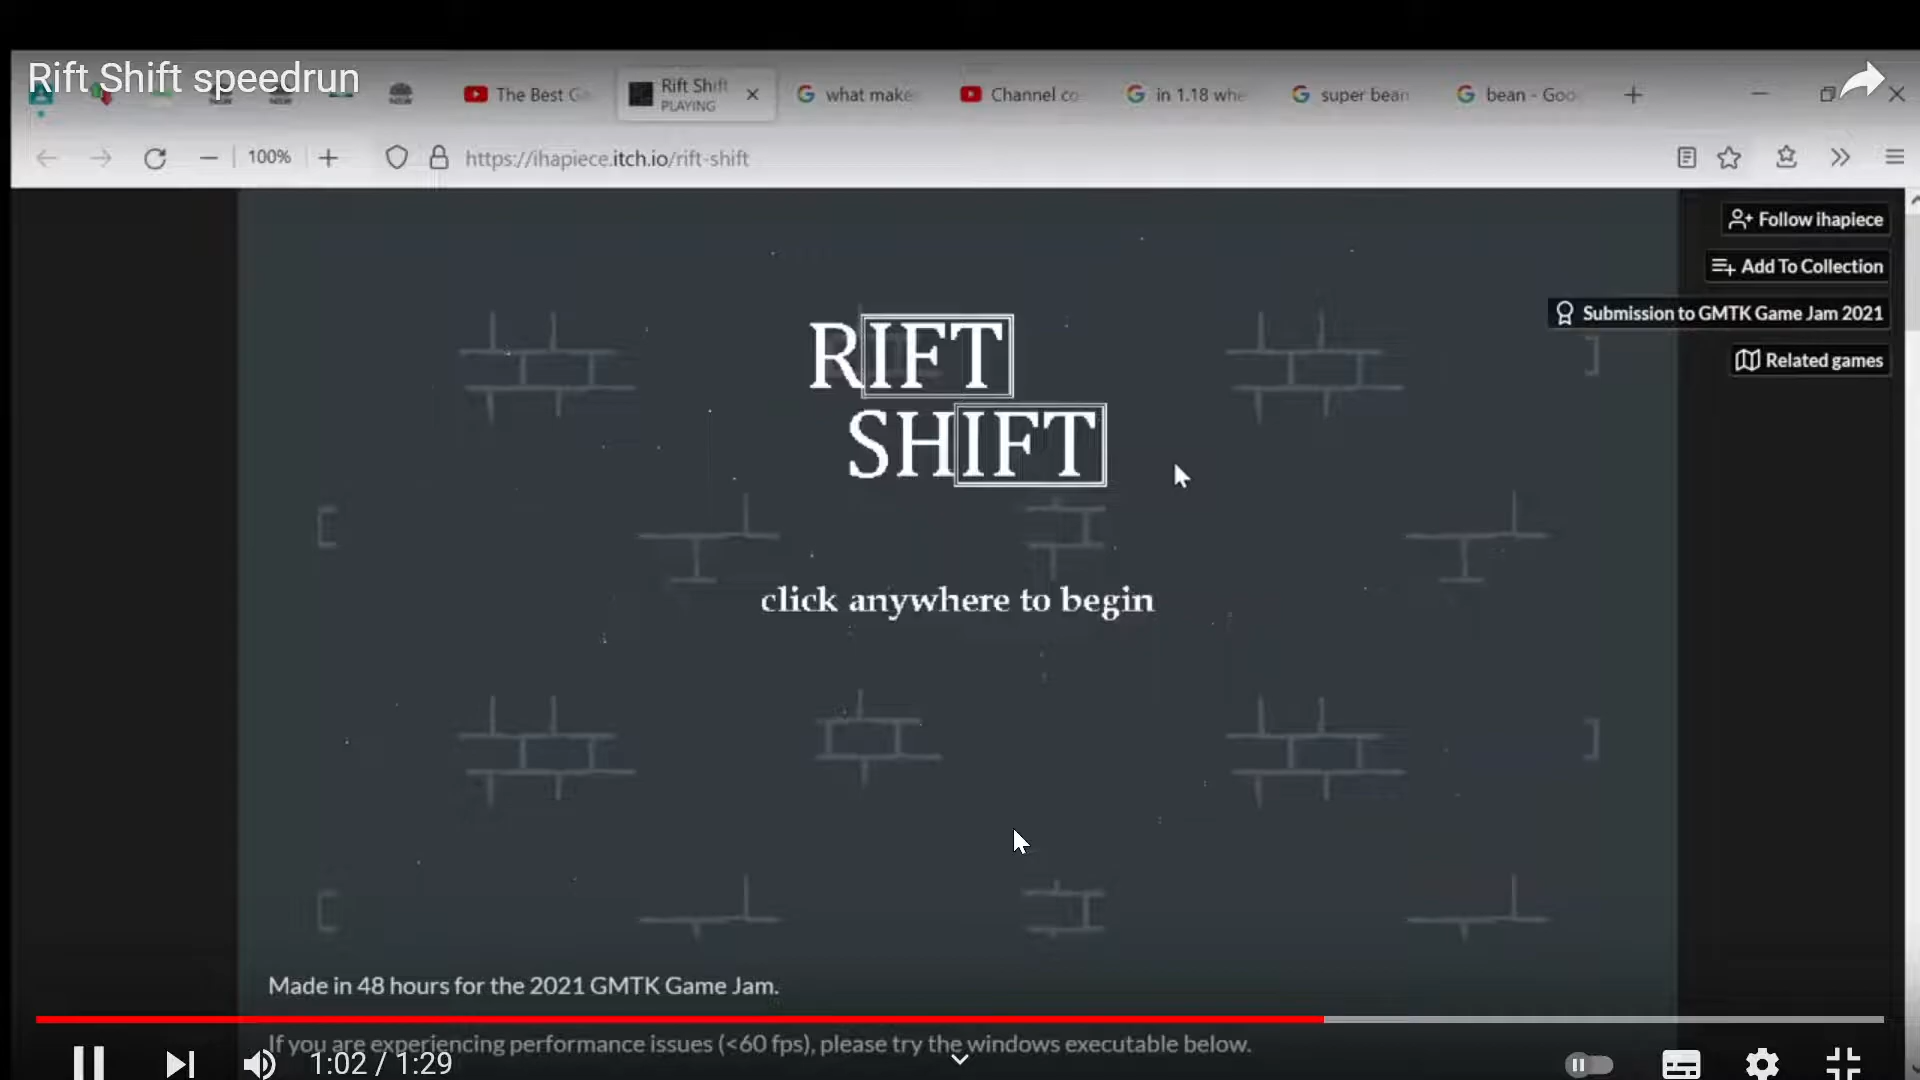 Rift Shift speedrun
The Best G
Rift Shift
PLAYING
what make
Channel co
in 1.18 whe
super bean
bean - Goo
100%
https://ihapiece.itch.io/rift-shift
Follow ihapiece
Add To Collection
Submission to GMTK Game Jam 2021
Related games
RIFT
SHIFT
click anywhere to begin
Made in 48 hours for the 2021 GMTK Game Jam.
If you are experiencing performance issues (<60 fps), please try the windows executable below.
1:02 / 1:29